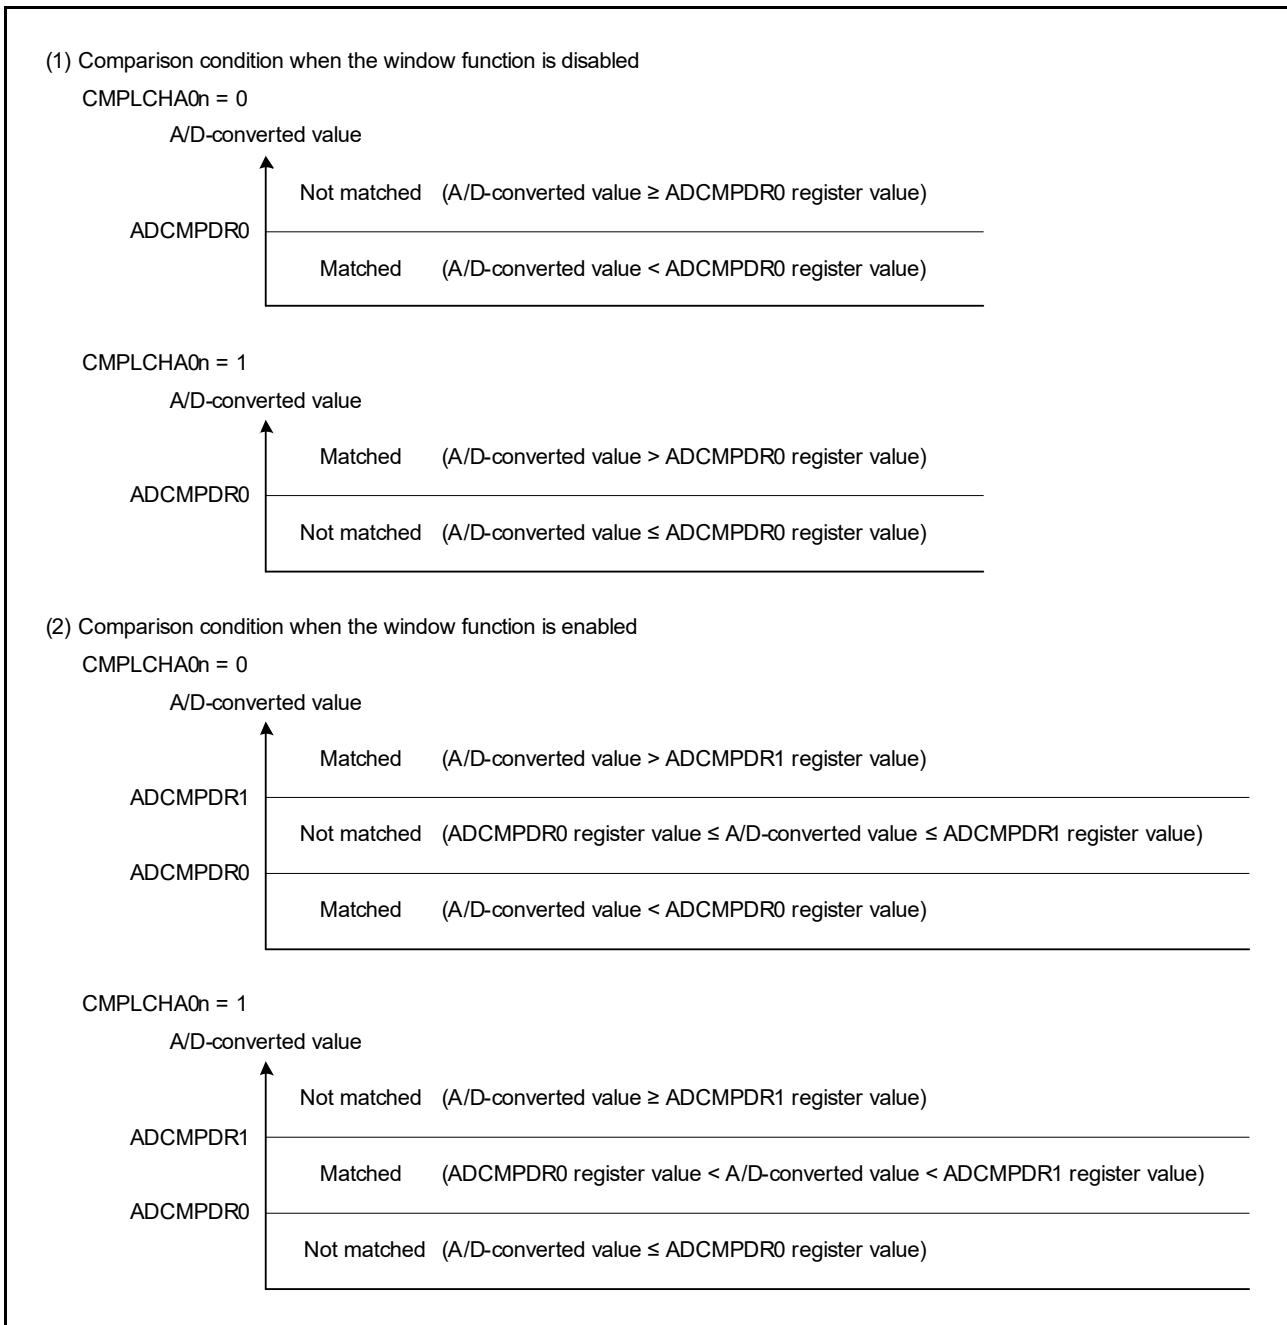 (1) Comparison condition when the window function is disabled
CMPLCHA0n = 0
A/D-converted value
Not matched (A/D-converted value ≥ ADCMPDR0 register value)
ADCMPDR0
Matched (A/D-converted value < ADCMPDR0 register value)
CMPLCHA0n = 1
A/D-converted value
Matched (A/D-converted value > ADCMPDR0 register value)
ADCMPDR0
Not matched (A/D-converted value ≤ ADCMPDR0 register value)
(2) Comparison condition when the window function is enabled
CMPLCHA0n = 0
A/D-converted value
Matched (A/D-converted value > ADCMPDR1 register value)
ADCMPDR1
Not matched (ADCMPDR0 register value ≤ A/D-converted value ≤ ADCMPDR1 register value)
ADCMPDR0
Matched (A/D-converted value < ADCMPDR0 register value)
CMPLCHA0n = 1
A/D-converted value
Not matched (A/D-converted value ≥ ADCMPDR1 register value)
ADCMPDR1
Matched (ADCMPDR0 register value < A/D-converted value < ADCMPDR1 register value)
ADCMPDR0
Not matched (A/D-converted value ≤ ADCMPDR0 register value)